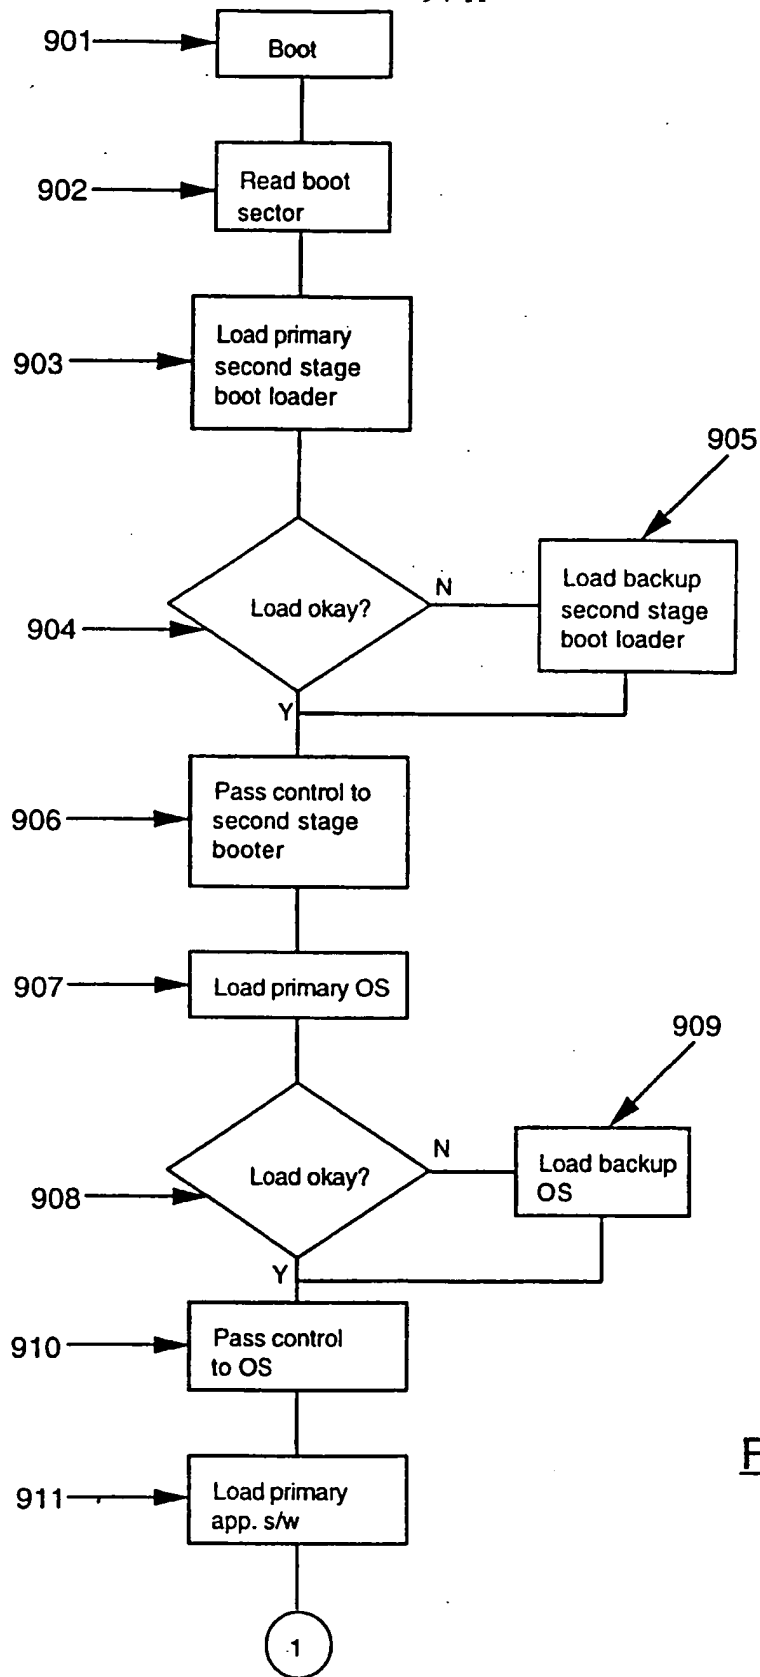 901
Boot
902
Read boot
sector
903
Load primary
second stage
boot loader
905
904
Load okay?
N
Load backup
second stage
boot loader
Y
906
Pass control to
second stage
booter
907
Load primary OS
909
908
Load okay?
N
Load backup
OS
Y
910
Pass control
to OS
911
Load primary
app. s/w
1